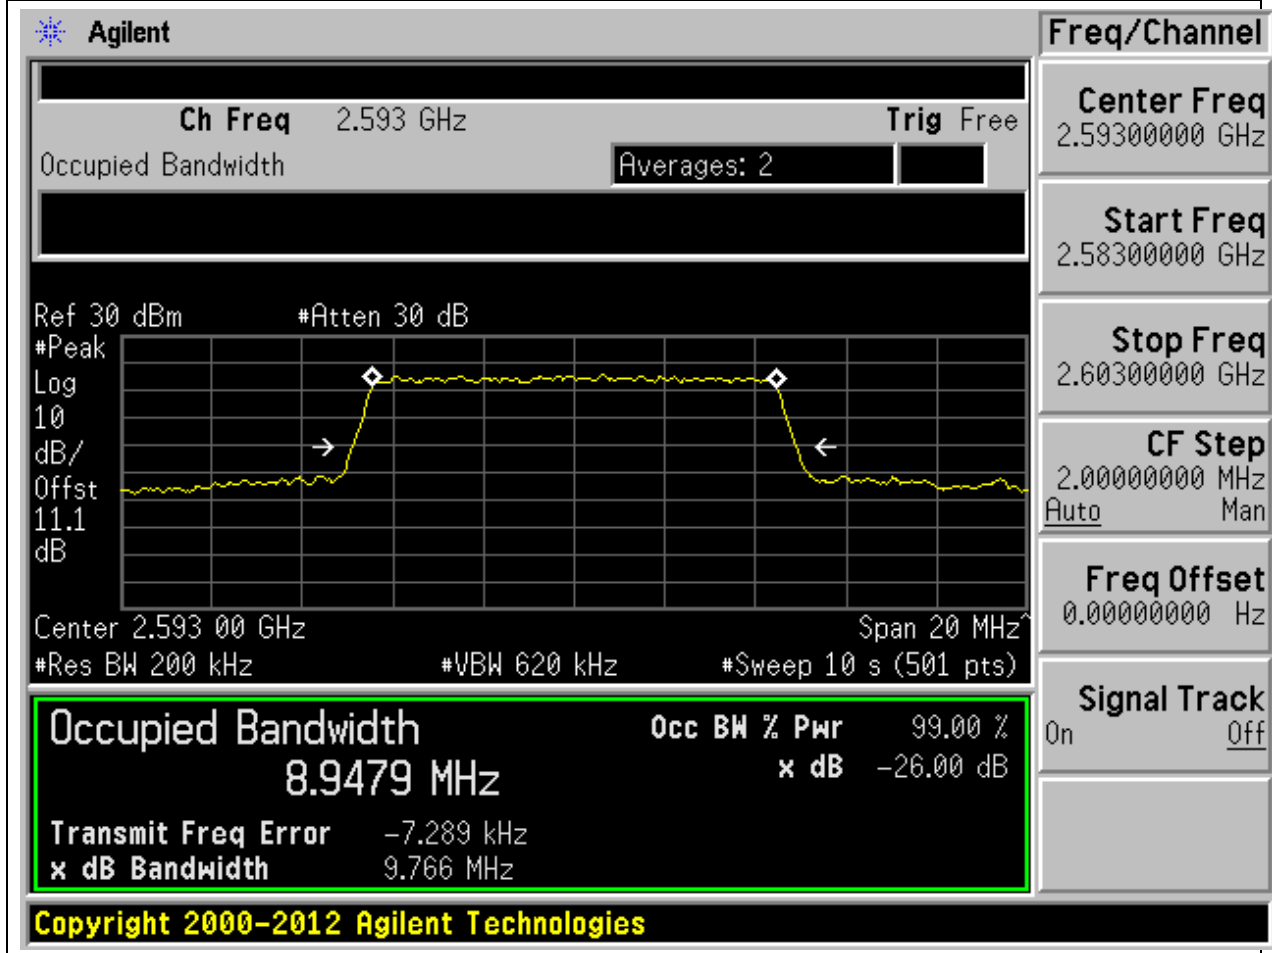 Agilent
Freq/Channel
Ch Freq 2.593 GHz Trig Free
Occupied Bandwidth Averages: 2
Center Freq
2.59300000 GHz
Start Freq
2.58300000 GHz
Stop Freq
2.60300000 GHz
CF Step
2.00000000 MHz
Auto Man
Freq Offset
0.00000000 Hz
Signal Track
On Off
Ref 30 dBm #Atten 30 dB
#Peak
Log
10
dB/
Offst
11.1
dB
Center 2.593 00 GHz Span 20 MHz^
#Res BW 200 kHz #VBW 620 kHz #Sweep 10 s (501 pts)
Occupied Bandwidth Occ BW % Pwr 99.00 %
8.9479 MHz x dB -26.00 dB
Transmit Freq Error -7.289 kHz
x dB Bandwidth 9.766 MHz
Copyright 2000-2012 Agilent Technologies